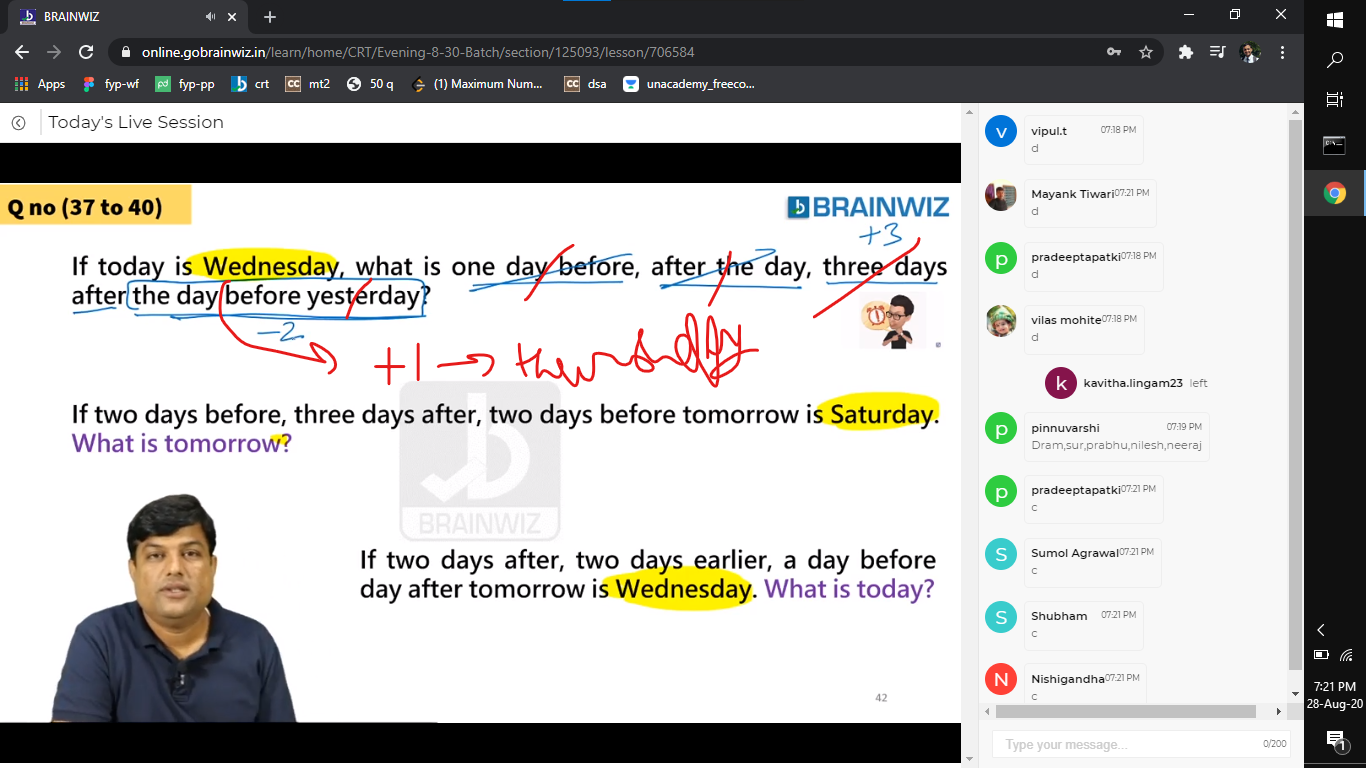 BRAINWIZ
online.gobrainwiz.in/learn/home/CRT/Evening-8-30-Batch/section/125093/lesson/706584
Apps fyp-wf fyp-pp crt mt2 50 q (1) Maximum Num... dsa unacademy_freeco...
Today's Live Session
Q no (37 to 40)
BRAINWIZ
+3
If today is Wednesday, what is one day before, after the day, three days
after the day before yesterday?
-2
+1 → thursday
If two days before, three days after, two days before tomorrow is Saturday.
What is tomorrow?
BRAINWIZ
If two days after, two days earlier, a day before
day after tomorrow is Wednesday. What is today?
42
vipul.t 07:18 PM
d
Mayank Tiwari 07:21 PM
d
pradeeptapatki 07:18 PM
d
vilas mohite 07:18 PM
d
k kavitha.lingam23 left
pinnuvarshi 07:19 PM
Dram,sur,prabhu,nilesh,neeraj
pradeeptapatki 07:21 PM
c
Sumol Agrawal 07:21 PM
c
Shubham 07:21 PM
c
Nishigandha 07:21 PM
c
Type your message... 0/200
7:21 PM
28-Aug-20
1